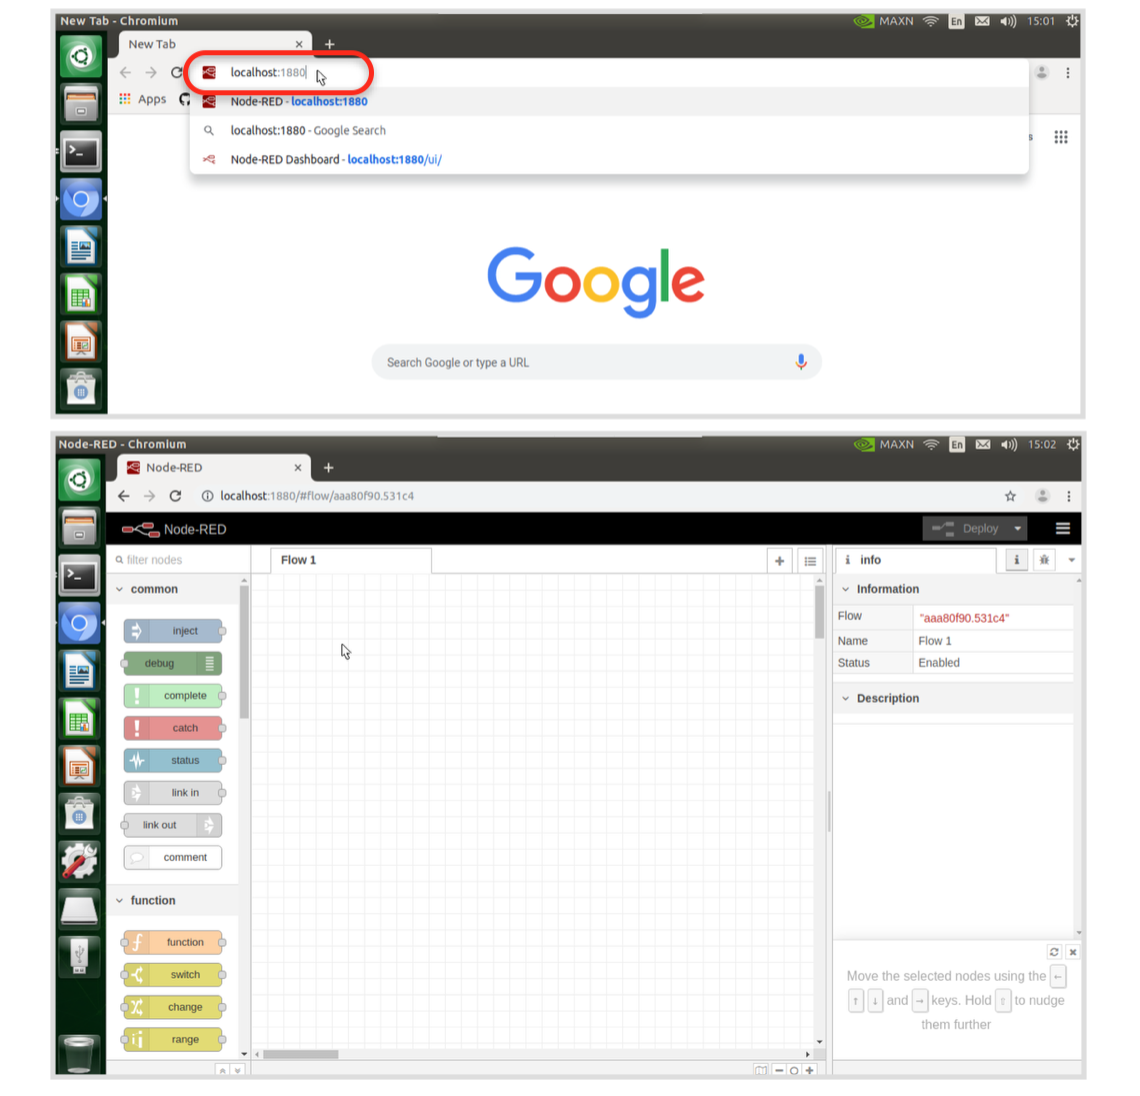 New Tab - Chromium
MAXN En 15:01
New Tab × +
localhost:1880
Apps
Node-RED - localhost:1880
localhost:1880 - Google Search
Node-RED Dashboard - localhost:1880/ui/
s
Google
Search Google or type a URL
Node-RED - Chromium
MAXN En 15:02
Node-RED × +
localhost:1880/#flow/aaa80f90.531c4
Node-RED
Deploy
filter nodes
Flow 1
i info
common
inject
debug
complete
catch
status
link in
link out
comment
function
function
switch
change
range
Information
Flow "aaa80f90.531c4"
Name Flow 1
Status Enabled
Description
Move the selected nodes using the ←
↑ ↓ and → keys. Hold ⇧ to nudge
them further